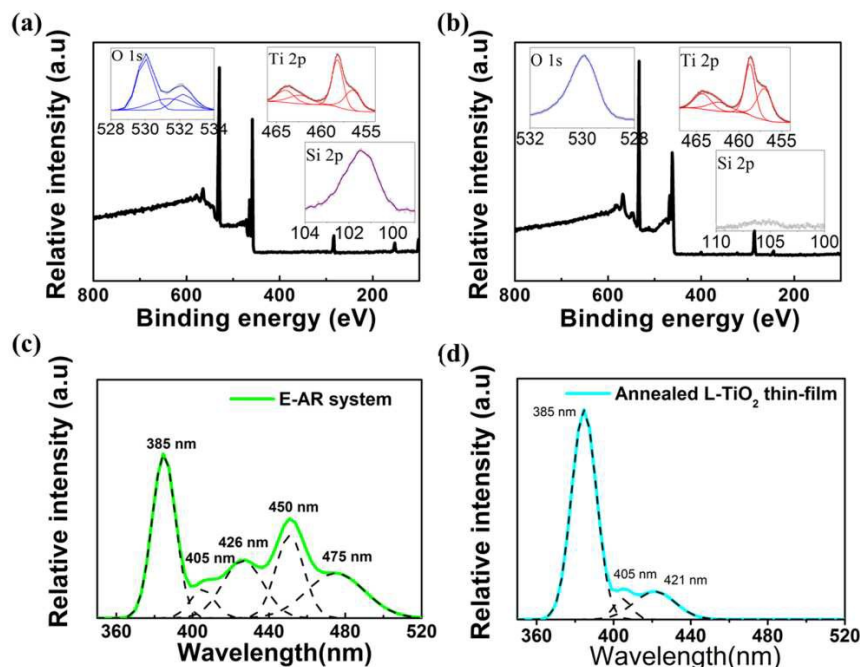 (a)
Relative intensity (a.u)
O 1s
528 530 532 534
Ti 2p
465 460 455
Si 2p
104 102 100
800 600 400 200
Binding energy (eV)
(b)
Relative intensity (a.u)
O 1s
532 530 528
Ti 2p
465 460 455
Si 2p
110 105 100
800 600 400 200
Binding energy (eV)
(c)
Relative intensity (a.u)
E-AR system
385 nm
405 nm
426 nm
450 nm
475 nm
360 400 440 480 520
Wavelength(nm)
(d)
Relative intensity (a.u)
Annealed L-TiO₂ thin-film
385 nm
405 nm
421 nm
360 400 440 480 520
Wavelength(nm)